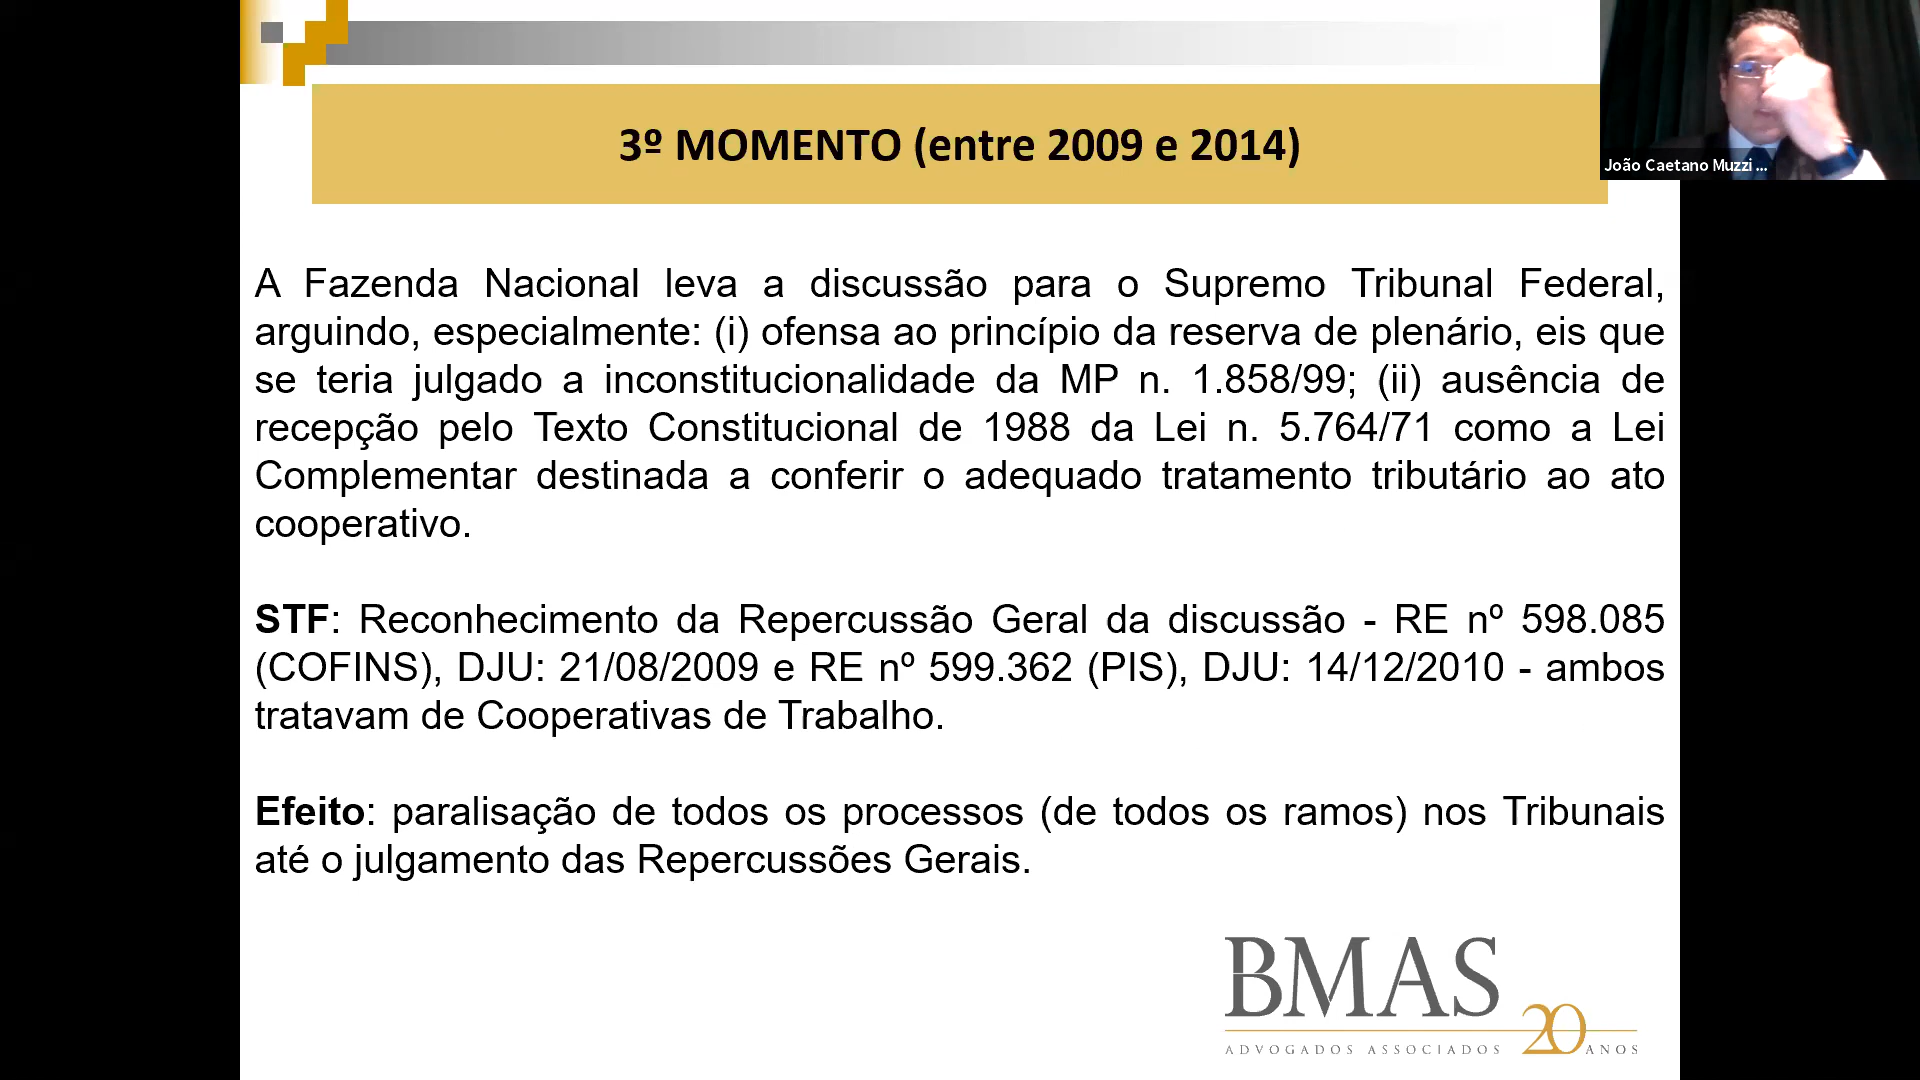 3º MOMENTO (entre 2009 e 2014)
João Caetano Muzzi ...
A Fazenda Nacional leva a discussão para o Supremo Tribunal Federal,
arguindo, especialmente: (i) ofensa ao princípio da reserva de plenário, eis que
se teria julgado a inconstitucionalidade da MP n. 1.858/99; (ii) ausência de
recepção pelo Texto Constitucional de 1988 da Lei n. 5.764/71 como a Lei
Complementar destinada a conferir o adequado tratamento tributário ao ato
cooperativo.
STF: Reconhecimento da Repercussão Geral da discussão - RE nº 598.085
(COFINS), DJU: 21/08/2009 e RE nº 599.362 (PIS), DJU: 14/12/2010 - ambos
tratavam de Cooperativas de Trabalho.
Efeito: paralisação de todos os processos (de todos os ramos) nos Tribunais
até o julgamento das Repercussões Gerais.
BMAS
ADVOGADOS ASSOCIADOS 20 ANOS